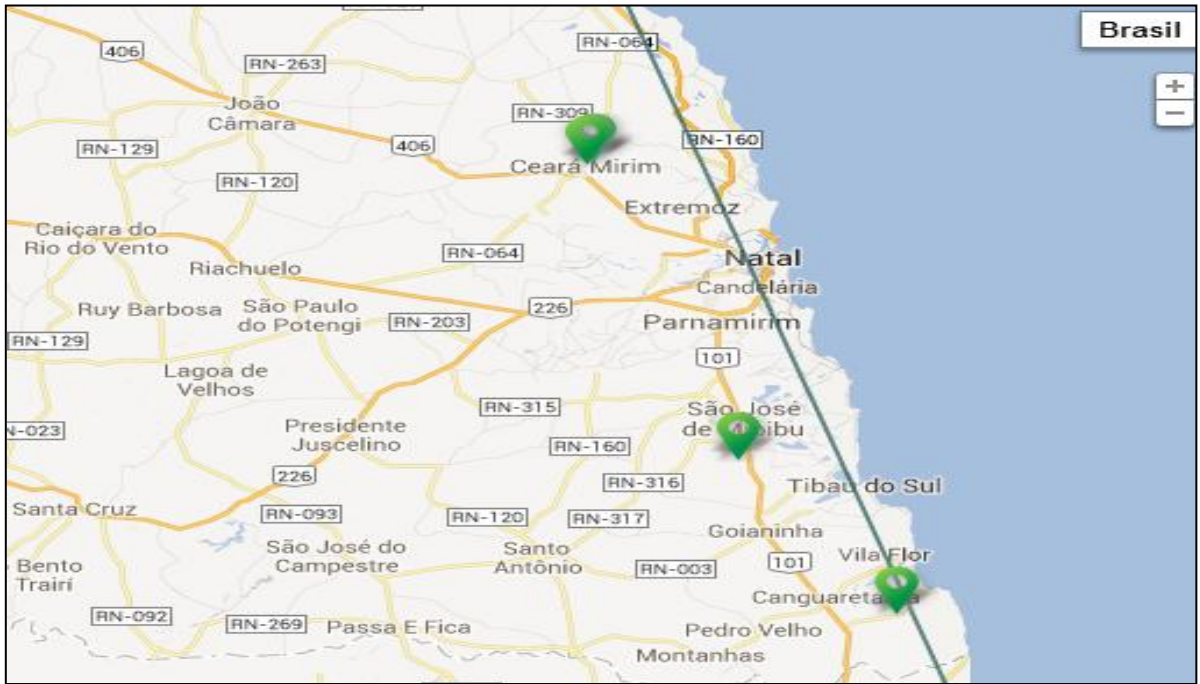 RN-064
Brasil
406
RN-263
+
João
Câmara
RN-309
−
RN-129
406
RN-160
Ceará Mirim
RN-120
Extremoz
Caiçara do
Rio do Vento
RN-064
Natal
Riachuelo
Candelária
Ruy Barbosa
São Paulo
do Potengi
226
RN-203
Parnamirim
RN-129
101
Lagoa de
Velhos
RN-315
São José
de
Presidente
Juscelino
RN-160
226
RN-316
Tibau do Sul
Santa Cruz
RN-093
RN-120
RN-317
Goianinha
São José do
Campestre
Santo
Antônio
Vila Flor
101
RN-003
Bento
Trairí
RN-092
RN-269
Passa E Fica
Pedro Velho
Montanhas